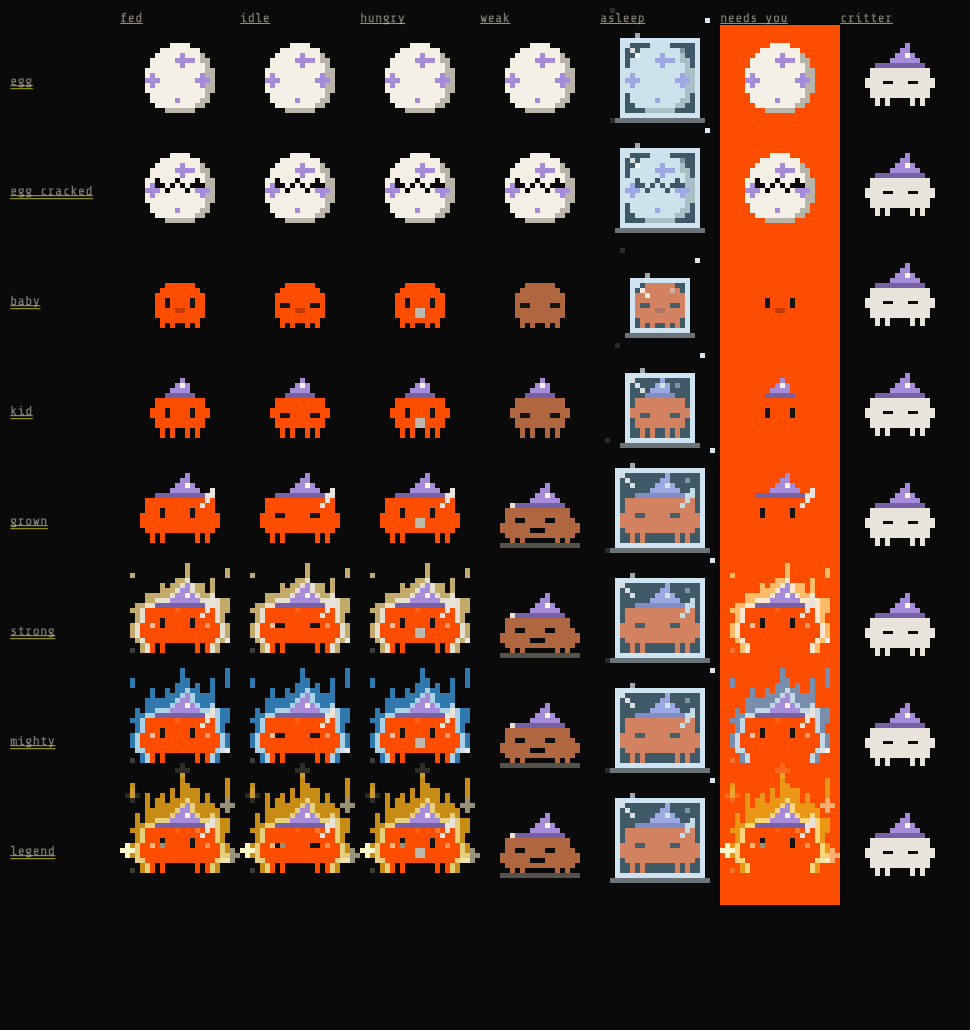 fed idle hungry weak asleep needs you critter
egg
egg cracked
baby
kid
grown
strong
mighty
legend